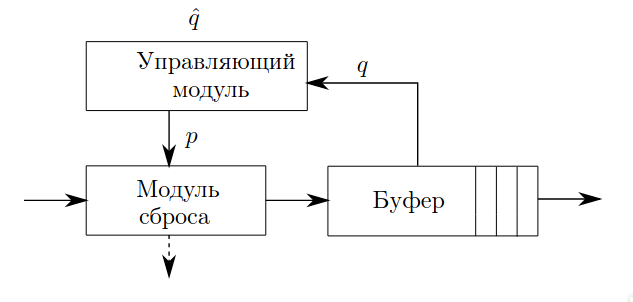 q̂
Управляющий
модуль
q
p
Модуль
сброса
Буфер